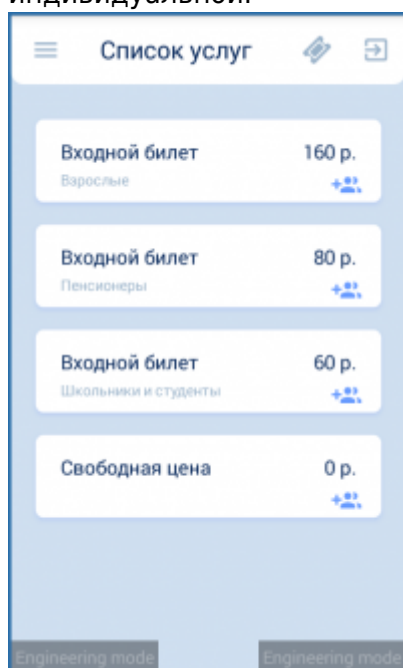 Список услуг
Входной билет 160 р.
Взрослые
Входной билет 80 р.
Пенсионеры
Входной билет 60 р.
Школьники и студенты
Свободная цена 0 р.
Engineering mode Engineering mode